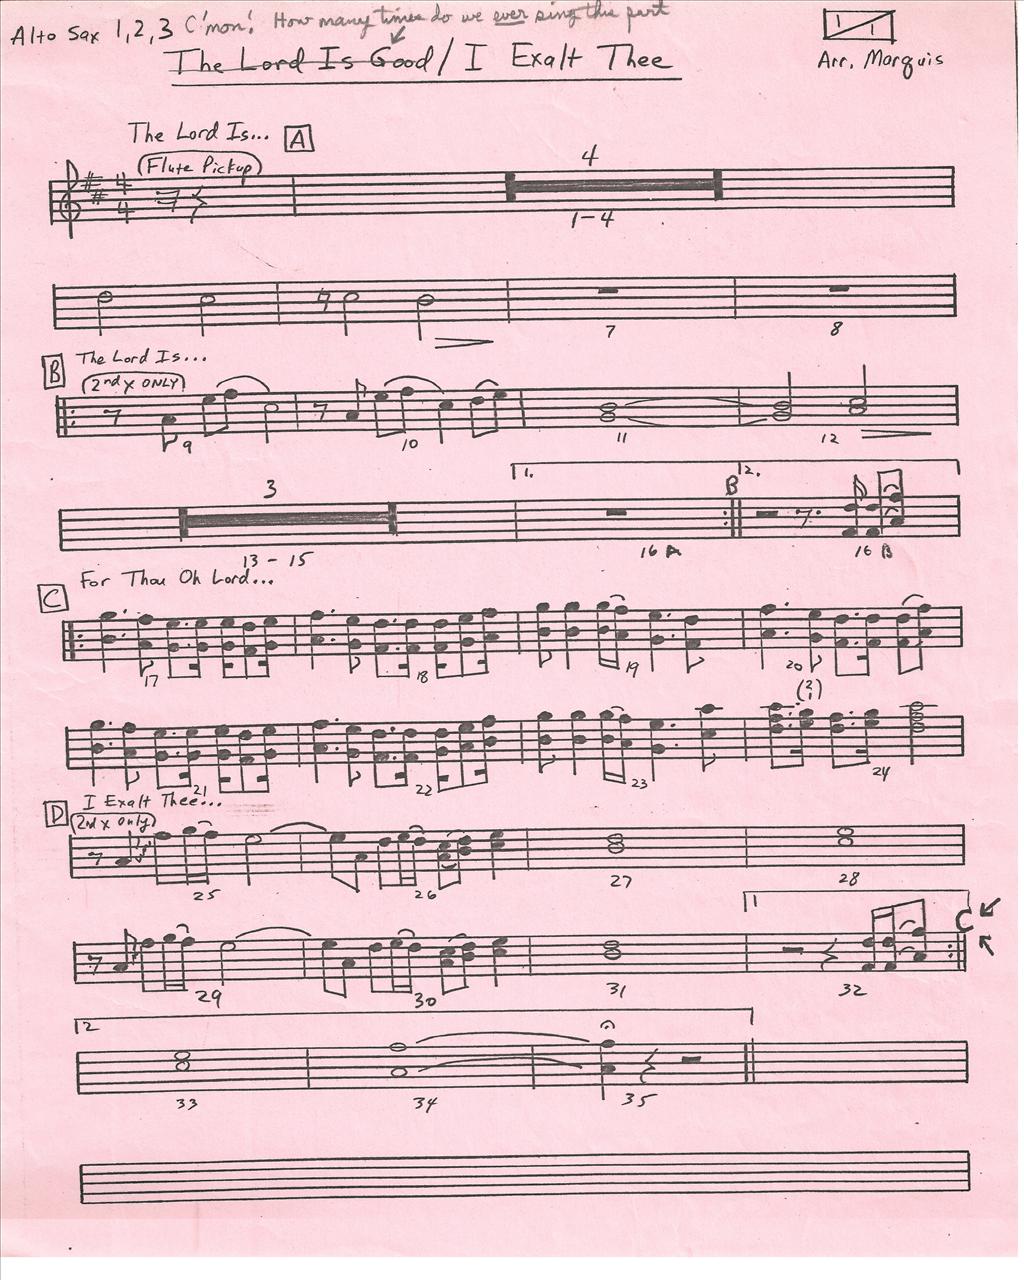 Alto Sax 1,2,3 C'mon! How many times do we ever sing this part
1/1
The Lord Is Good/I Exalt Thee
Arr. Marquis
The Lord Is... A
(Flute Pickup)
4
4
4
1-4
7 8
B The Lord Is...
(2nd x ONLY)
9 10 11 12
3
1. B 2.
13 - 15 16 A 16 B
C For Thou Oh Lord...
17 18 19 20
(2 1)
21 22 23 24
D I Exalt Thee...
(2nd x Only)
25 26 27 28
1 C
29 30 31 32
2
33 34 35